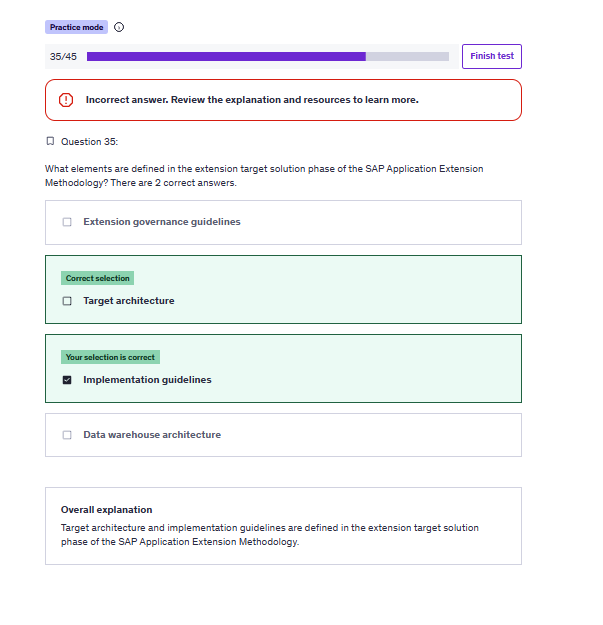 Practice mode
35/45
Finish test
Incorrect answer. Review the explanation and resources to learn more.
Question 35:
What elements are defined in the extension target solution phase of the SAP Application Extension
Methodology? There are 2 correct answers.
Extension governance guidelines
Correct selection
Target architecture
Your selection is correct
Implementation guidelines
Data warehouse architecture
Overall explanation
Target architecture and implementation guidelines are defined in the extension target solution
phase of the SAP Application Extension Methodology.